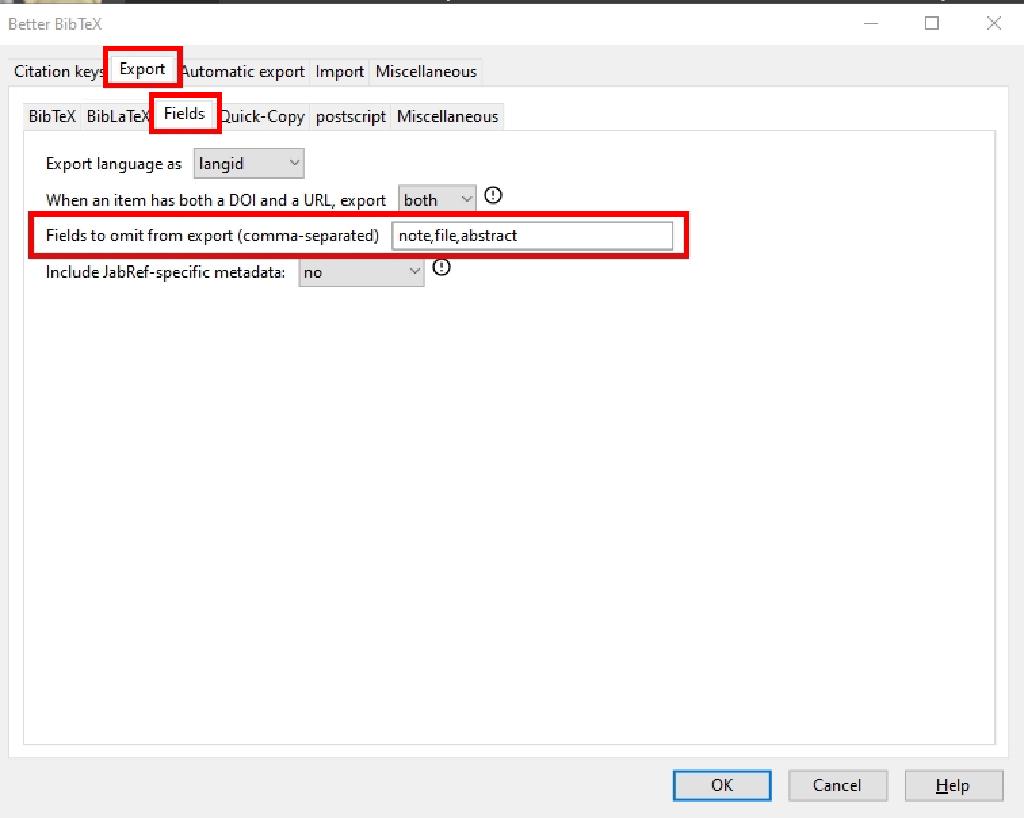 Better BibTeX
Citation keys Export Automatic export Import Miscellaneous
BibTeX BibLaTeX Fields Quick-Copy postscript Miscellaneous
Export language as langid
When an item has both a DOI and a URL, export both
Fields to omit from export (comma-separated) note,file,abstract
Include JabRef-specific metadata: no
OK Cancel Help